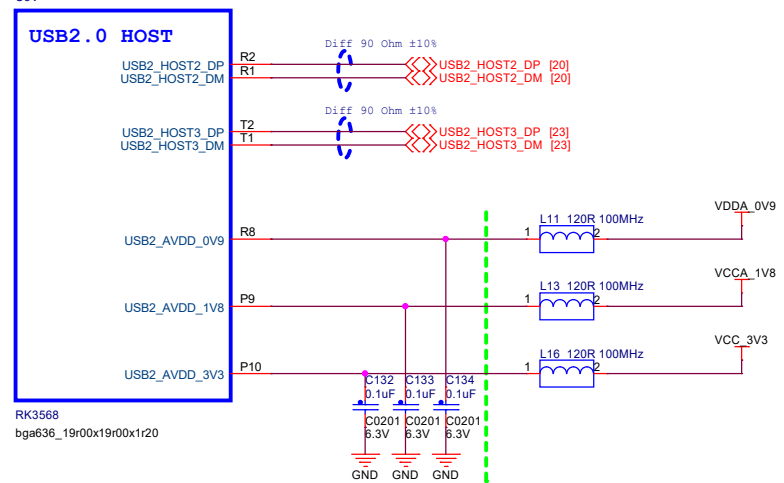 USB2.0 HOST
Diff 90 Ohm ±10%
USB2_HOST2_DP R2 USB2_HOST2_DP [20]
USB2_HOST2_DM R1 USB2_HOST2_DM [20]
Diff 90 Ohm ±10%
USB2_HOST3_DP T2 USB2_HOST3_DP [23]
USB2_HOST3_DM T1 USB2_HOST3_DM [23]
VDDA_0V9
L11 120R 100MHz
USB2_AVDD_0V9 R8 1 2
VCCA_1V8
L13 120R 100MHz
USB2_AVDD_1V8 P9 1 2
VCC_3V3
L16 120R 100MHz
USB2_AVDD_3V3 P10 1 2
C132 C133 C134
0.1uF 0.1uF 0.1uF
C0201 C0201 C0201
6.3V 6.3V 6.3V
GND GND GND
RK3568
bga636_19r00x19r00x1r20